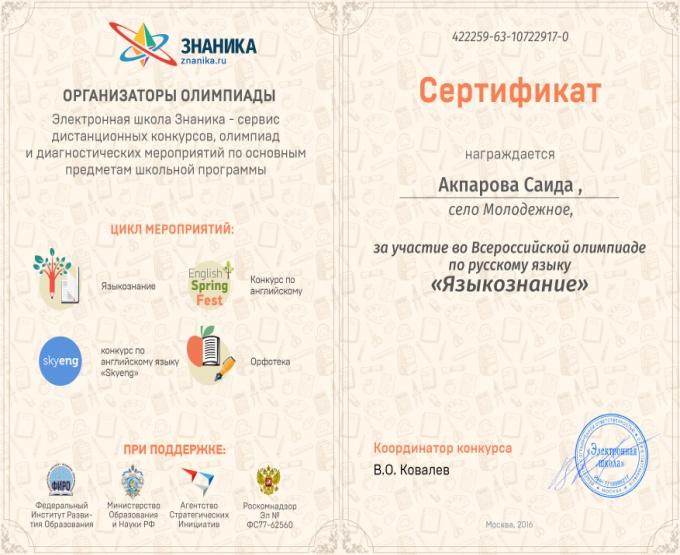 ЗНАНИКА
znanika.ru
ОРГАНИЗАТОРЫ ОЛИМПИАДЫ
Электронная школа Знаника - сервис
дистанционных конкурсов, олимпиад
и диагностических мероприятий по основным
предметам школьной программы
ЦИКЛ МЕРОПРИЯТИЙ:
Языкознание
English
Spring
Fest
Конкурс по
английскому
skyeng
конкурс по
английскому языку
«Skyeng»
Орфотека
ПРИ ПОДДЕРЖКЕ:
ФИРО
Федеральный
Институт Разви-
тия Образования
Министерство
Образования
и Науки РФ
Агентство
Стратегических
Инициатив
Роскомнадзор
Эл №
ФС77-62560
422259-63-10722917-0
Сертификат
награждается
Акпарова Саида ,
село Молодежное,
за участие во Всероссийской олимпиаде
по русскому языку
«Языкознание»
Координатор конкурса
В.О. Ковалев
«Электронная
школа»
Москва, 2016